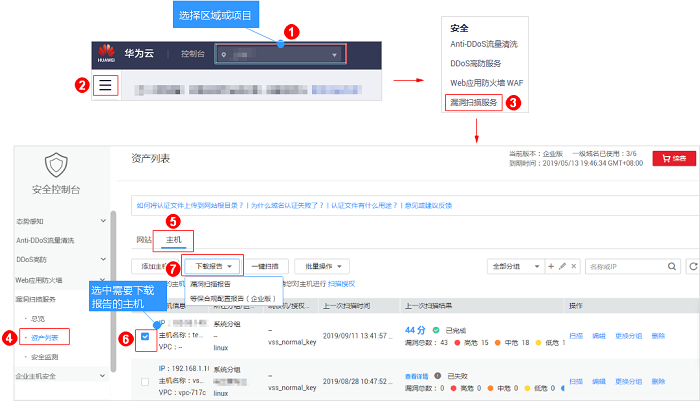 选择区域或项目
1
HUAWEI
华为云
控制台
2
安全
Anti-DDoS流量清洗
DDoS高防服务
Web应用防火墙 WAF
漏洞扫描服务
3
安全控制台
态势感知
Anti-DDoS流量清洗
DDoS高防
Web应用防火墙
漏洞扫描服务
总览
4
资产列表
安全监测
企业主机安全
资产列表
当前版本：企业版 一级域名已使用：3/6
到期时间：2019/05/13 19:46:34 GMT+08:00
续费
如何将认证文件上传到网站根目录？ | 为什么域名认证失败了？ | 认证文件有什么用途？ | 意见或建议反馈
5
网站
主机
7
添加主机
下载报告
一键扫描
批量操作
全部分组
名称或IP
漏洞扫描报告
等保合规配置报告（企业版）
您对主机进行 扫描授权
选中需要下载
报告的主机
上一次扫描时间
上一次扫描结果
操作
6
IP：
主机名称：te...
VPC：--
系统分组
--
linux
--
vss_normal_key
2019/09/11 13:41:57 ...
44 分
已完成
漏洞总数： 43 高危 15 中危 18 低危 1
扫描 编辑 更换分组 删除
IP：192.168.1.1
主机名称：vs...
VPC：vpc-717c
系统分组
linux
--
vss_normal_key
2019/08/28 10:47:52 ...
查看详情
已失败
漏洞总数： 0 高危 0 中危 0 低危 0
扫描 编辑 更换分组 删除